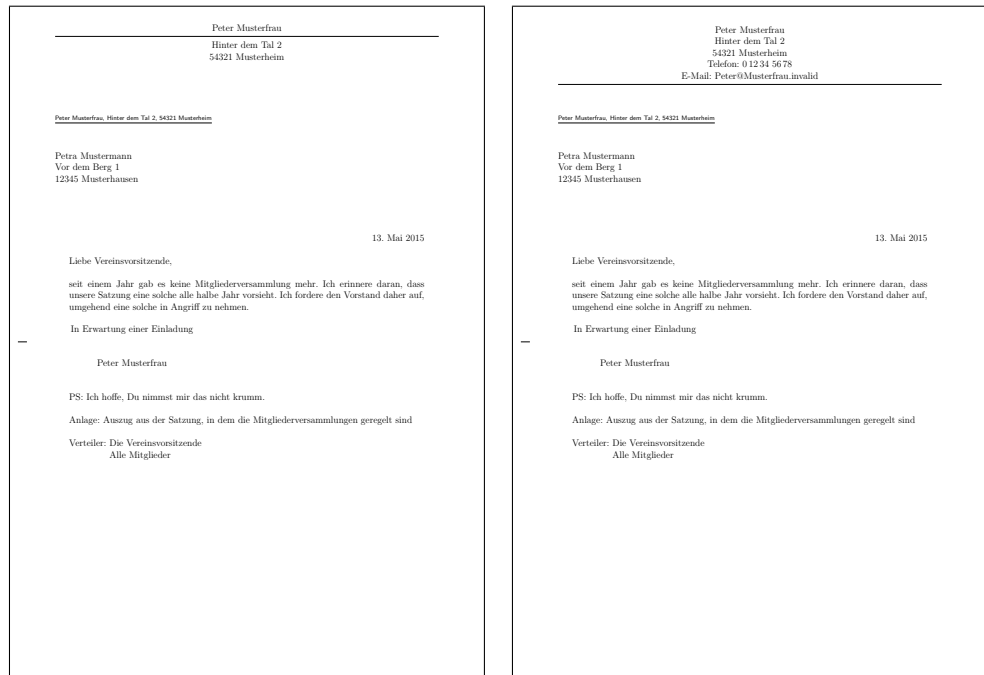 Peter Musterfrau
Hinter dem Tal 2
54321 Musterheim
Peter Musterfrau, Hinter dem Tal 2, 54321 Musterheim
Petra Mustermann
Vor dem Berg 1
12345 Musterhausen
13. Mai 2015
Liebe Vereinsvorsitzende,
seit einem Jahr gab es keine Mitgliederversammlung mehr. Ich erinnere daran, dass
unsere Satzung eine solche alle halbe Jahr vorsieht. Ich fordere den Vorstand daher auf,
umgehend eine solche in Angriff zu nehmen.
In Erwartung einer Einladung
Peter Musterfrau
PS: Ich hoffe, Du nimmst mir das nicht krumm.
Anlage: Auszug aus der Satzung, in dem die Mitgliederversammlungen geregelt sind
Verteiler: Die Vereinsvorsitzende
Alle Mitglieder
Peter Musterfrau
Hinter dem Tal 2
54321 Musterheim
Telefon: 0 12 34 56 78
E-Mail: Peter@Musterfrau.invalid
Peter Musterfrau, Hinter dem Tal 2, 54321 Musterheim
Petra Mustermann
Vor dem Berg 1
12345 Musterhausen
13. Mai 2015
Liebe Vereinsvorsitzende,
seit einem Jahr gab es keine Mitgliederversammlung mehr. Ich erinnere daran, dass
unsere Satzung eine solche alle halbe Jahr vorsieht. Ich fordere den Vorstand daher auf,
umgehend eine solche in Angriff zu nehmen.
In Erwartung einer Einladung
Peter Musterfrau
PS: Ich hoffe, Du nimmst mir das nicht krumm.
Anlage: Auszug aus der Satzung, in dem die Mitgliederversammlungen geregelt sind
Verteiler: Die Vereinsvorsitzende
Alle Mitglieder